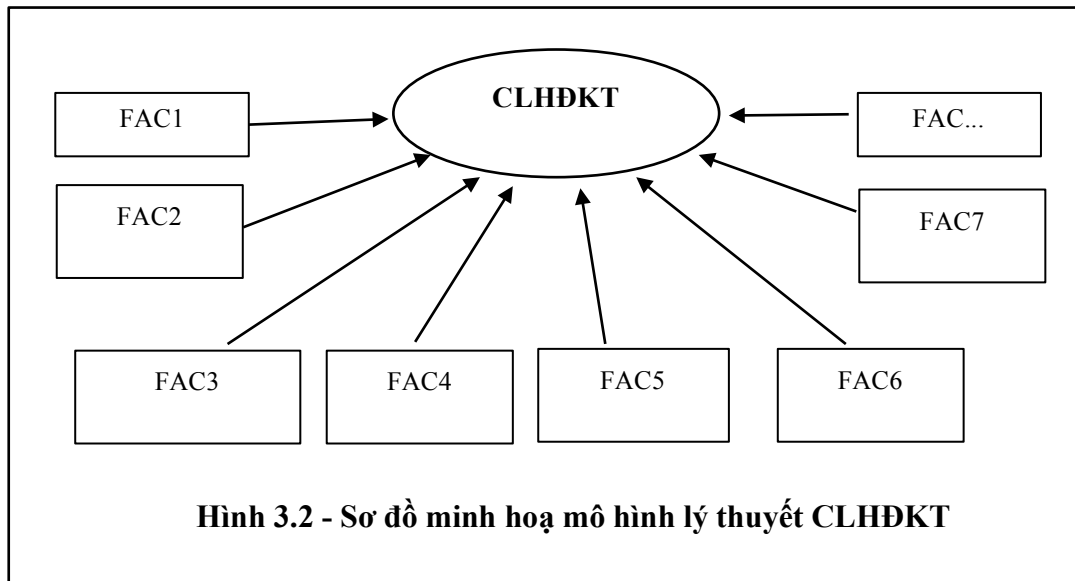 CLHĐKT
FAC1
FAC...
FAC2
FAC7
FAC3
FAC4
FAC5
FAC6
Hình 3.2 - Sơ đồ minh hoạ mô hình lý thuyết CLHĐKT